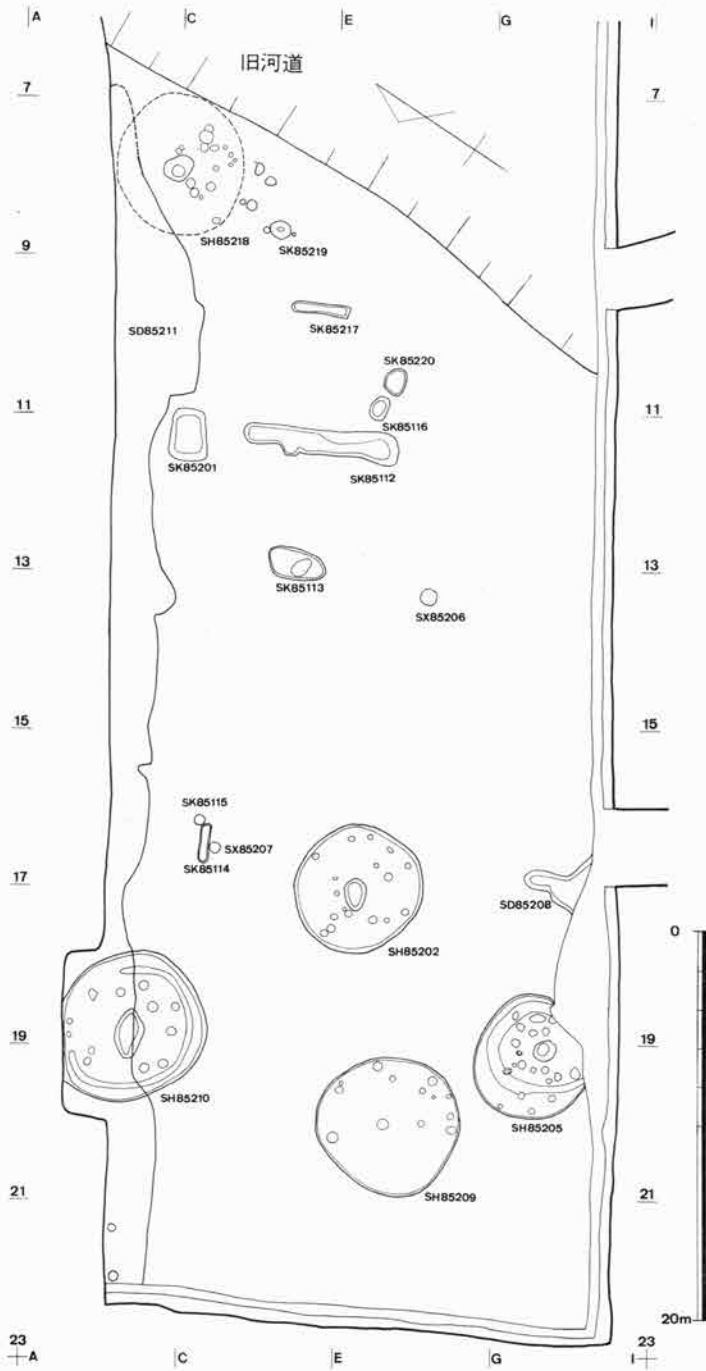 A C E G I
旧河道
7 7
SH85218
SK85219
9 9
SD85211
SK85217
SK85220
11 11
SK85116
SK85201
SK85112
13 13
SK85113
SX85206
15 15
SK85115
SX85207
SK85114
17
SD85208
0
SH85202
19 19
SH85210
SH85205
SH85209
21 21
20m
23 23
A C E G I